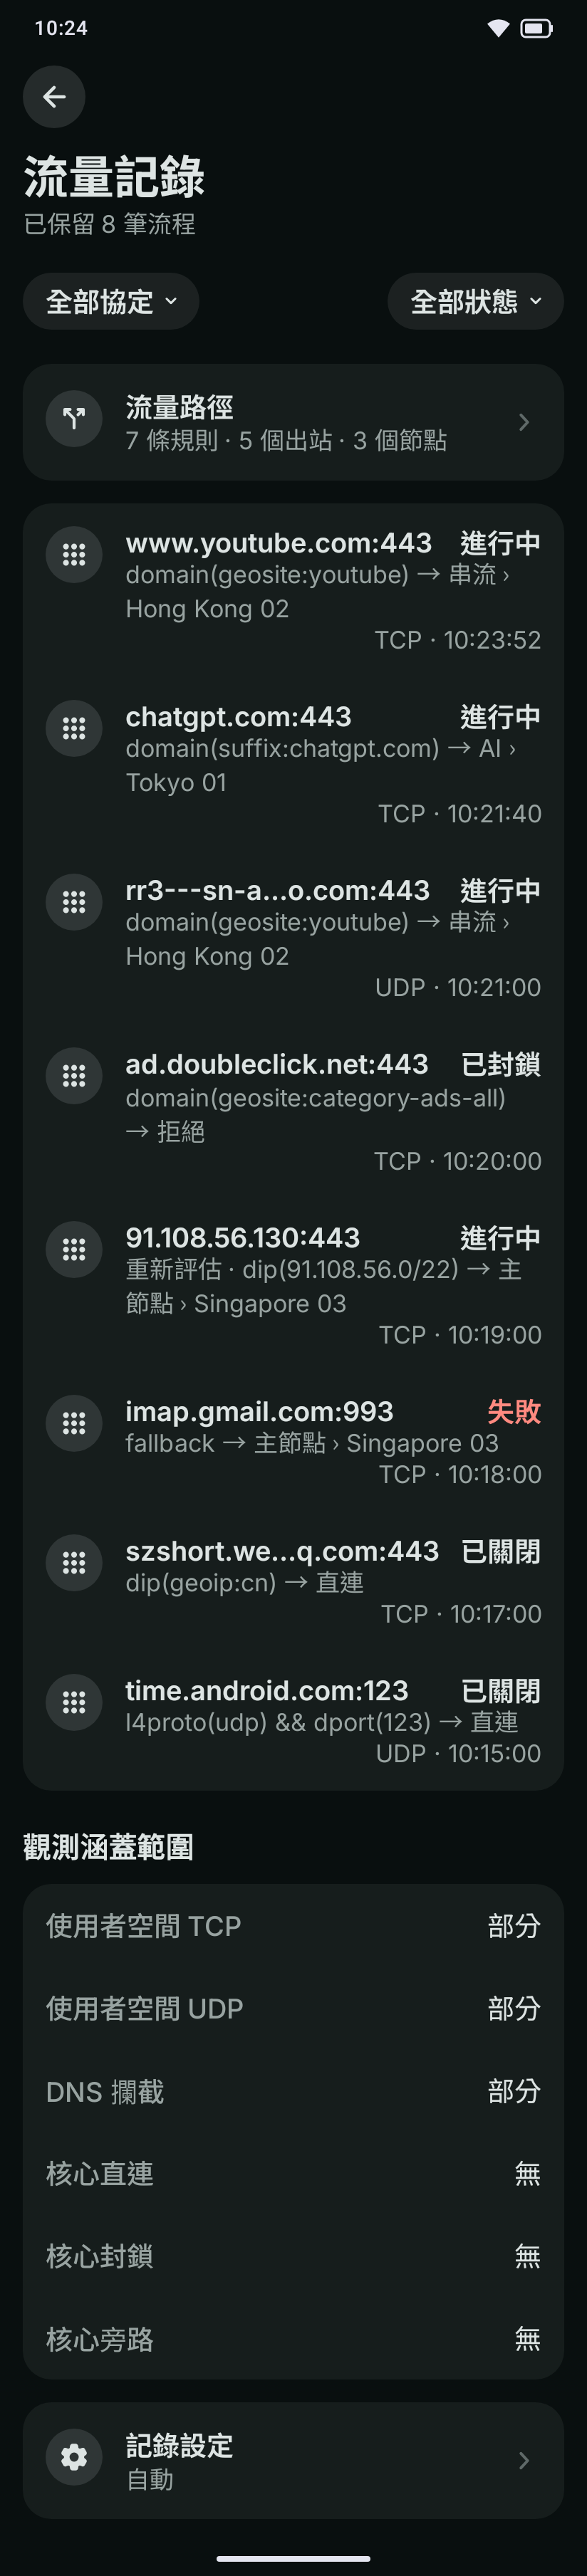 10:24
流量記錄
已保留 8 筆流程
全部協定 全部狀態
流量路徑
7 條規則 · 5 個出站 · 3 個節點
www.youtube.com:443 進行中
domain(geosite:youtube) → 串流 ›
Hong Kong 02
TCP · 10:23:52
chatgpt.com:443 進行中
domain(suffix:chatgpt.com) → AI ›
Tokyo 01
TCP · 10:21:40
rr3---sn-a...o.com:443 進行中
domain(geosite:youtube) → 串流 ›
Hong Kong 02
UDP · 10:21:00
ad.doubleclick.net:443 已封鎖
domain(geosite:category-ads-all)
→ 拒絕
TCP · 10:20:00
91.108.56.130:443 進行中
重新評估 · dip(91.108.56.0/22) → 主
節點 › Singapore 03
TCP · 10:19:00
imap.gmail.com:993 失敗
fallback → 主節點 › Singapore 03
TCP · 10:18:00
szshort.we...q.com:443 已關閉
dip(geoip:cn) → 直連
TCP · 10:17:00
time.android.com:123 已關閉
l4proto(udp) && dport(123) → 直連
UDP · 10:15:00
觀測涵蓋範圍
使用者空間 TCP 部分
使用者空間 UDP 部分
DNS 攔截 部分
核心直連 無
核心封鎖 無
核心旁路 無
記錄設定
自動